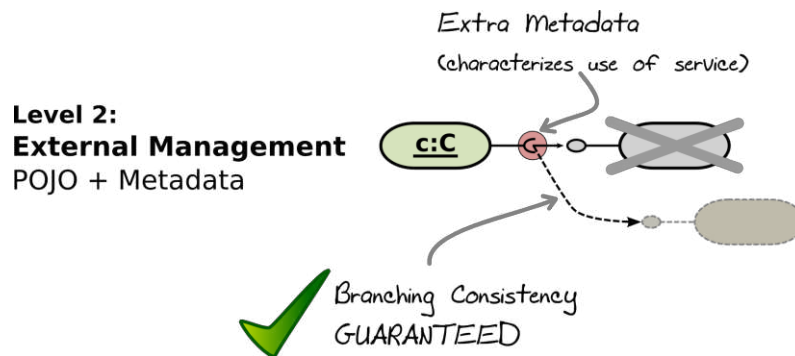 Extra Metadata
(characterizes use of service)
Level 2:
External Management
POJO + Metadata
c:C
Branching Consistency
GUARANTEED